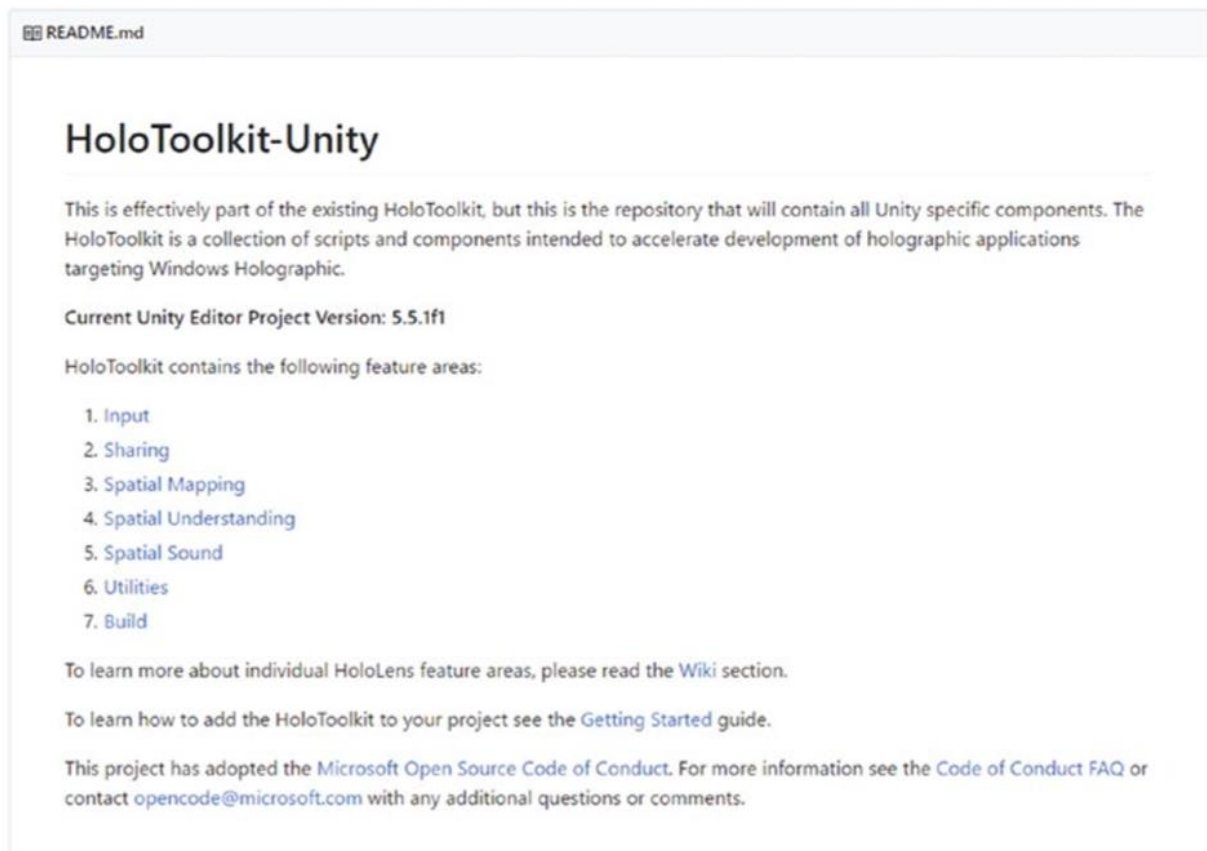 README.md
HoloToolkit-Unity
This is effectively part of the existing HoloToolkit, but this is the repository that will contain all Unity specific components. The
HoloToolkit is a collection of scripts and components intended to accelerate development of holographic applications
targeting Windows Holographic.
Current Unity Editor Project Version: 5.5.1f1
HoloToolkit contains the following feature areas:
1. Input
2. Sharing
3. Spatial Mapping
4. Spatial Understanding
5. Spatial Sound
6. Utilities
7. Build
To learn more about individual HoloLens feature areas, please read the Wiki section.
To learn how to add the HoloToolkit to your project see the Getting Started guide.
This project has adopted the Microsoft Open Source Code of Conduct. For more information see the Code of Conduct FAQ or
contact opencode@microsoft.com with any additional questions or comments.